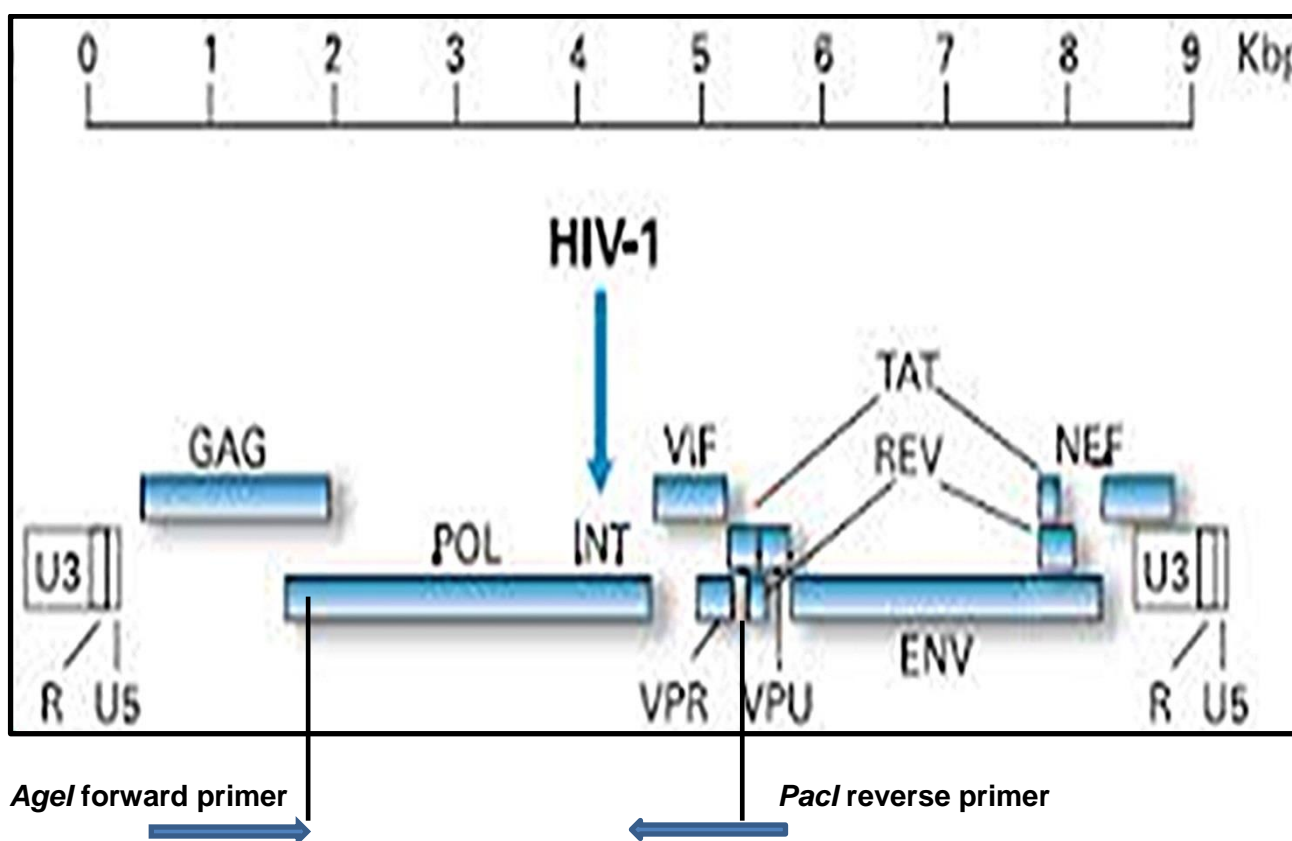 0 1 2 3 4 5 6 7 8 9 Kbp
HIV-1
TAT
GAG VIF REV NEF
POL INT
U3 U3
ENV
R U5 VPR VPU R U5
AgeI forward primer PacI reverse primer